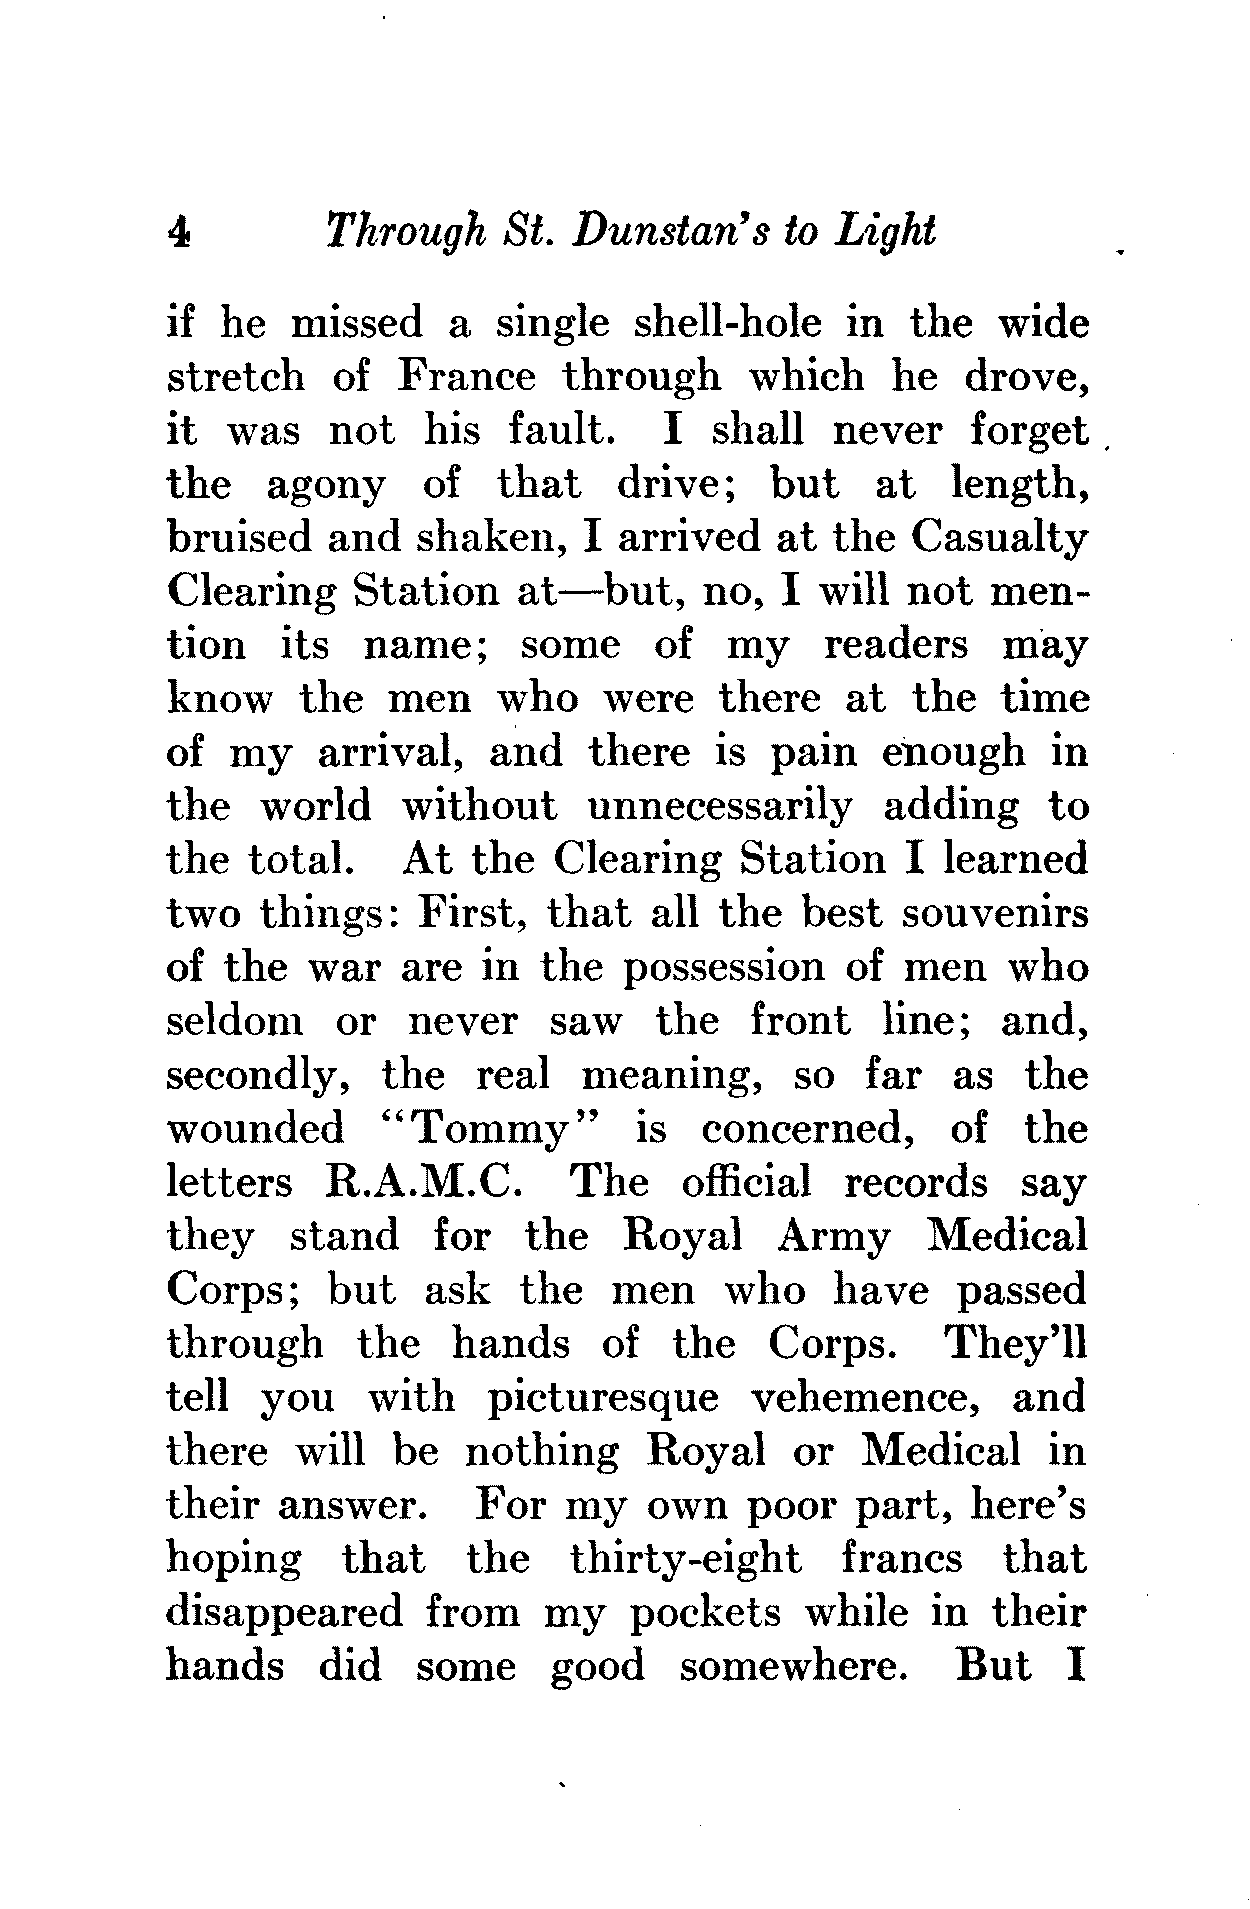 4 Through St. Dunstan's to Light
if he missed a single shell-hole in the wide
stretch of France through which he drove,
it was not his fault. I shall never forget
the agony of that drive; but at length,
bruised and shaken, I arrived at the Casualty
Clearing Station at—but, no, I will not men-
tion its name; some of my readers may
know the men who were there at the time
of my arrival, and there is pain enough in
the world without unnecessarily adding to
the total. At the Clearing Station I learned
two things: First, that all the best souvenirs
of the war are in the possession of men who
seldom or never saw the front line; and,
secondly, the real meaning, so far as the
wounded “Tommy” is concerned, of the
letters R.A.M.C. The official records say
they stand for the Royal Army Medical
Corps; but ask the men who have passed
through the hands of the Corps. They'll
tell you with picturesque vehemence, and
there will be nothing Royal or Medical in
their answer. For my own poor part, here's
hoping that the thirty-eight francs that
disappeared from my pockets while in their
hands did some good somewhere. But I